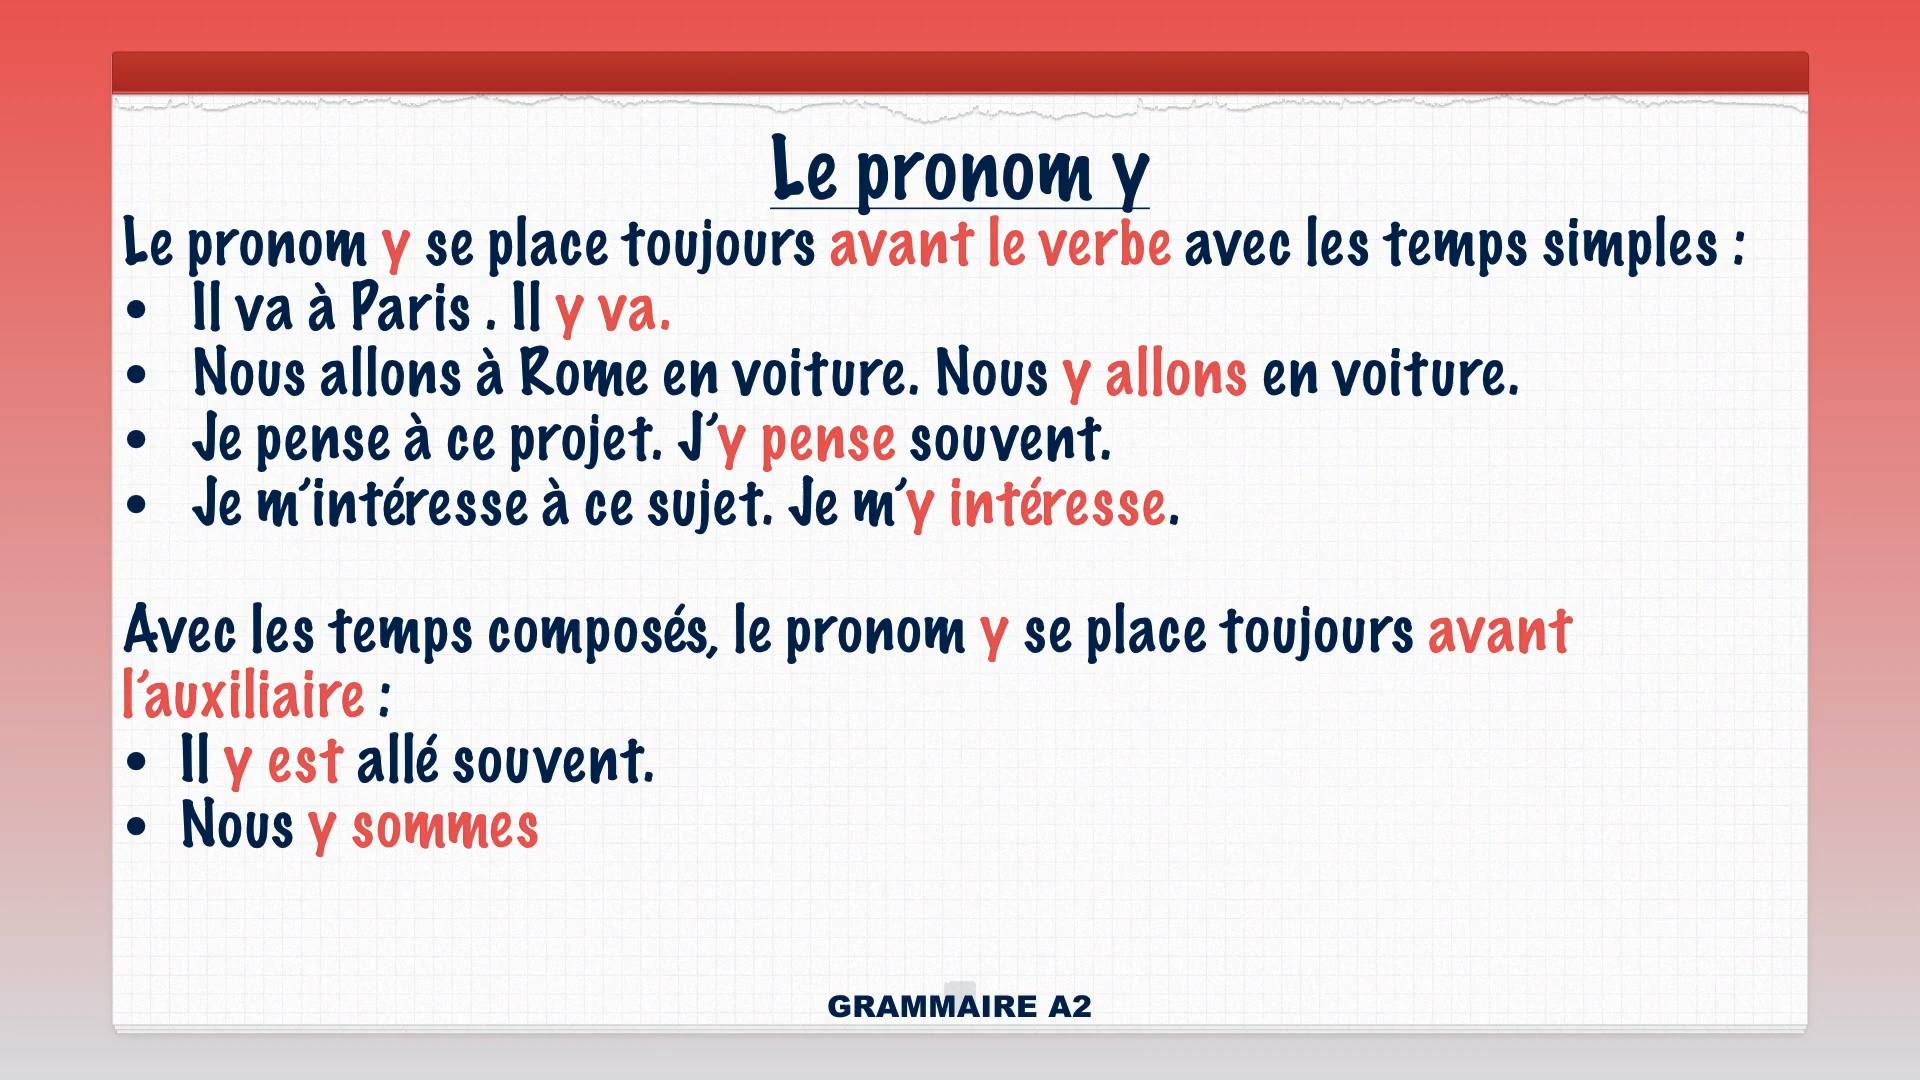 Le pronom y
Le pronom y se place toujours avant le verbe avec les temps simples :
• Il va à Paris . Il y va.
• Nous allons à Rome en voiture. Nous y allons en voiture.
• Je pense à ce projet. J’y pense souvent.
• Je m’intéresse à ce sujet. Je m’y intéresse.
Avec les temps composés, le pronom y se place toujours avant
l’auxiliaire :
• Il y est allé souvent.
• Nous y sommes
GRAMMAIRE A2